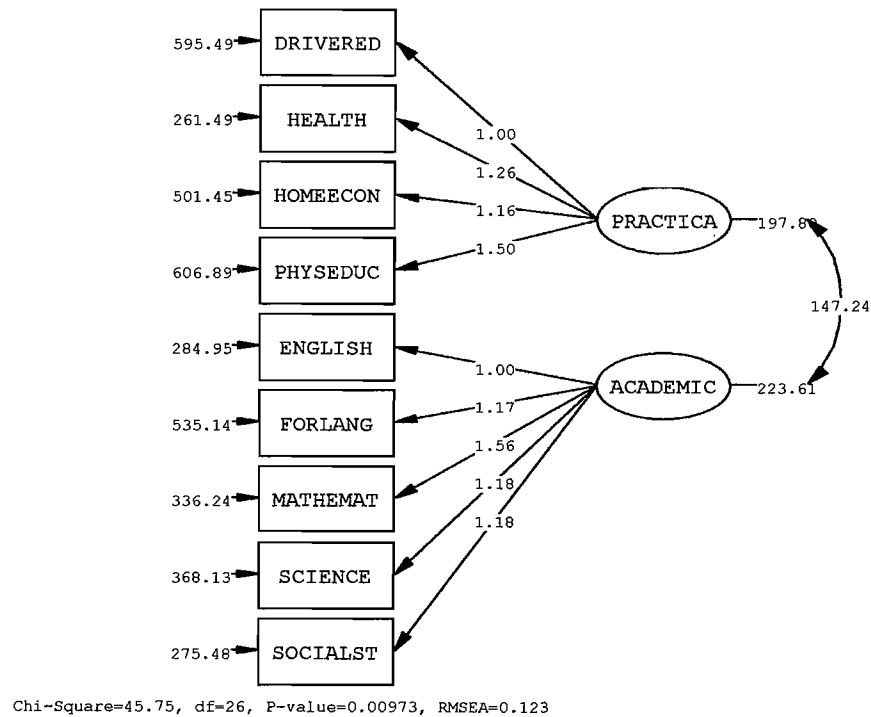 595.49 DRIVERED
261.49 HEALTH
1.00
1.26
501.45 HOMEECON
1.16
PRACTICA
1.50
606.89 PHYSEDUC
147.24
284.95 ENGLISH
1.00
ACADEMIC 223.61
1.17
535.14 FORLANG
1.56
336.24 MATHEMAT
1.18
1.18
368.13 SCIENCE
275.48 SOCIALST
Chi-Square=45.75, df=26, P-value=0.00973, RMSEA=0.123